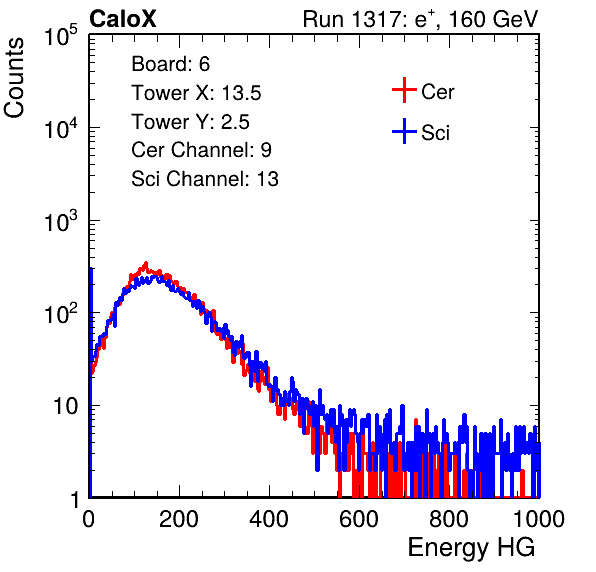 CaloX Run 1317: e⁺, 160 GeV
Counts
10⁵
10⁴
10³
10²
10
1
Board: 6
Tower X: 13.5
Tower Y: 2.5
Cer Channel: 9
Sci Channel: 13
Cer
Sci
0 200 400 600 800 1000
Energy HG